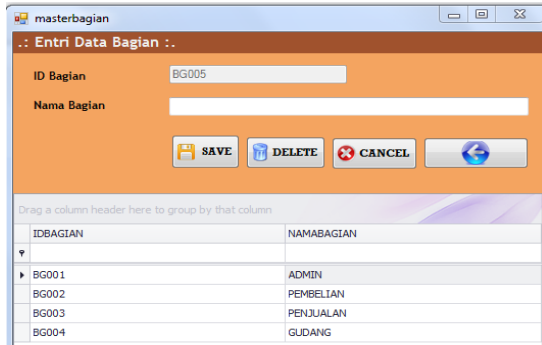 masterbagian
.: Entri Data Bagian :.
ID Bagian BG005
Nama Bagian
SAVE DELETE CANCEL
Drag a column header here to group by that column
IDBAGIAN NAMABAGIAN
BG001 ADMIN
BG002 PEMBELIAN
BG003 PENJUALAN
BG004 GUDANG